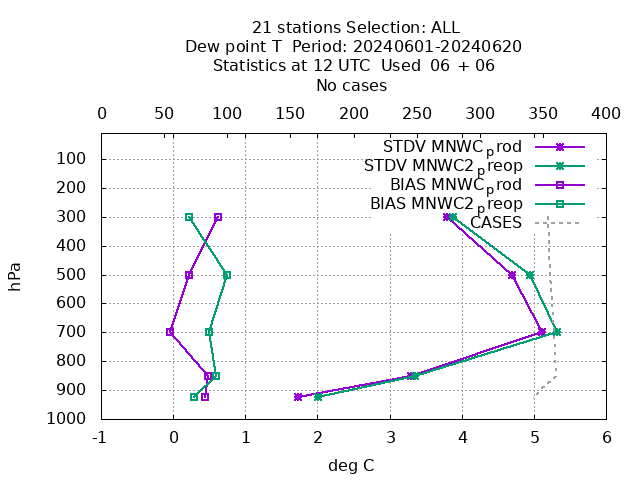 21 stations Selection: ALL
Dew point T  Period: 20240601-20240620
Statistics at 12 UTC  Used  06 + 06
No cases
0 50 100 150 200 250 300 350 400
STDV MNWC_prod
STDV MNWC2_preop
BIAS MNWC_prod
BIAS MNWC2_preop
CASES
hPa
100
200
300
400
500
600
700
800
900
1000
-1 0 1 2 3 4 5 6
deg C